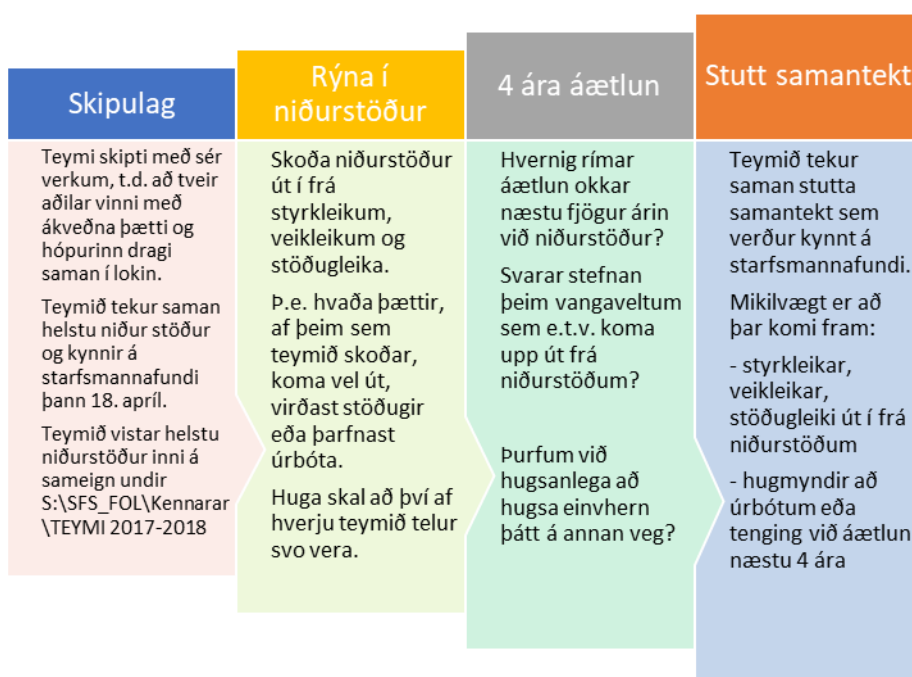 Skipulag
Teymi skipti með sér
verkum, t.d. að tveir
aðilar vinni með
ákveðna þætti og
hópurinn dragi
saman í lokin.
Teymið tekur saman
helstu niður stöður
og kynnir á
starfsmannafundi
þann 18. apríl.
Teymið vistar helstu
niðurstöður inni á
sameign undir
S:\SFS_FOL\Kennarar
\TEYMI 2017-2018
Rýna í
niðurstöður
Skoða niðurstöður
út í frá
styrkleikum,
veikleikum og
stöðugleika.
Þ.e. hvaða þættir,
af þeim sem
teymið skoðar,
koma vel út,
virðast stöðugir
eða þarfnast
úrbóta.
Huga skal að því af
hverju teymið telur
svo vera.
4 ára áætlun
Hvernig rímar
áætlun okkar
næstu fjögur árin
við niðurstöður?
Svarar stefnan
þeim vangaveltum
sem e.t.v. koma
upp út frá
niðurstöðum?
Þurfum við
hugsanlega að
hugsa einvhern
þátt á annan veg?
Stutt samantekt
Teymið tekur
saman stutta
samantekt sem
verður kynnt á
starfsmannafundi.
Mikilvægt er að
þar komi fram:
- styrkleikar,
veikleikar,
stöðugleiki út í frá
niðurstöðum
- hugmyndir að
úrbótum eða
tenging við áætlun
næstu 4 ára